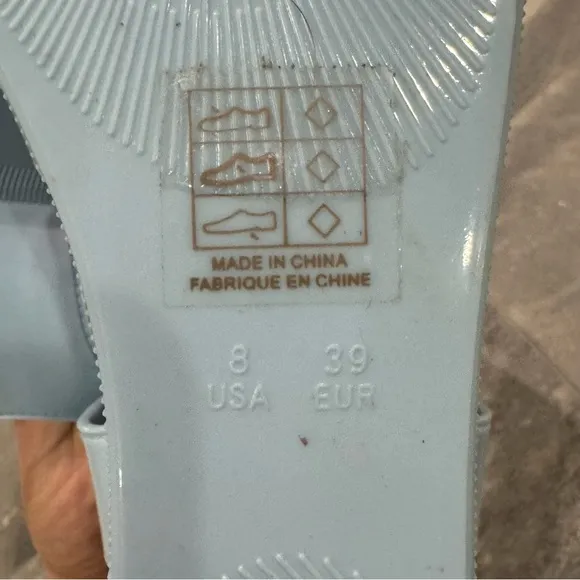 MADE IN CHINA
FABRIQUE EN CHINE
8 39
USA EUR